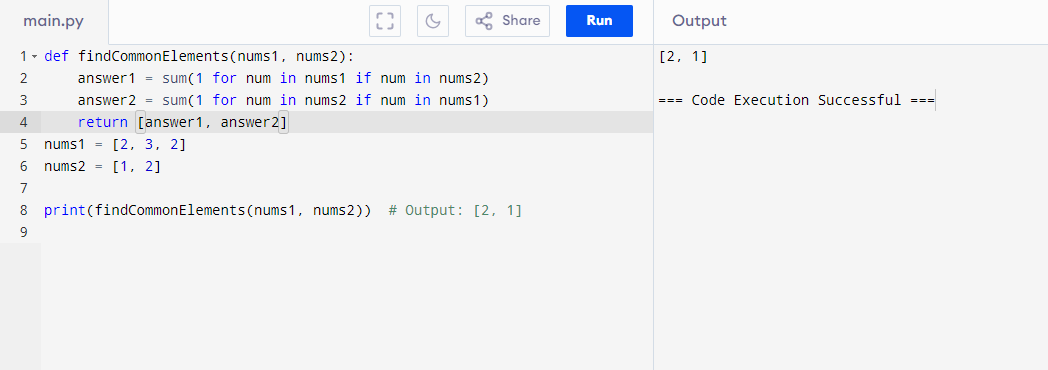 main.py Share Run Output
1 def findCommonElements(nums1, nums2):
2     answer1 = sum(1 for num in nums1 if num in nums2)
3     answer2 = sum(1 for num in nums2 if num in nums1)
4     return [answer1, answer2]
5 nums1 = [2, 3, 2]
6 nums2 = [1, 2]
7
8 print(findCommonElements(nums1, nums2))  # Output: [2, 1]
9
[2, 1]
=== Code Execution Successful ===